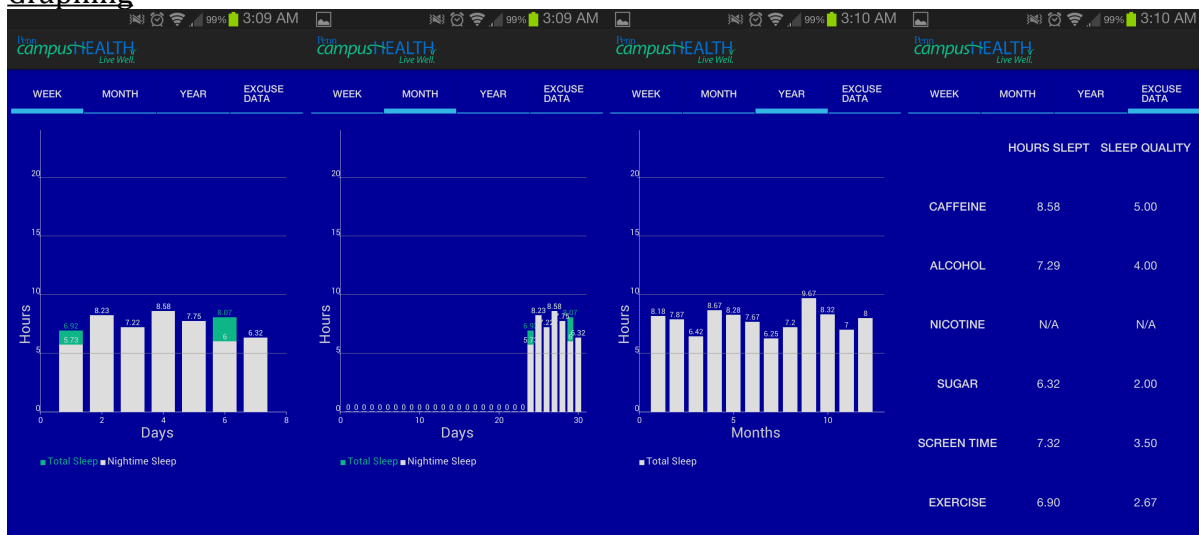 Graphing
99% 3:09 AM
Penn
campusHEALTH
Live Well.
WEEK MONTH YEAR EXCUSE DATA
20
15
10
5
0
Hours
6.92
5.73
8.23
7.22
8.58
7.75
8.07
6
6.32
0 2 4 6 8
Days
Total Sleep Nightime Sleep
99% 3:09 AM
Penn
campusHEALTH
Live Well.
WEEK MONTH YEAR EXCUSE DATA
20
15
10
5
0
Hours
0 0 0 0 0 0 0 0 0 0 0 0 0 0 0 0 0 0 0 0 0 0 0
8.23
7.22
8.58
7.75
6
6.32
0 10 20 30
Days
Total Sleep Nightime Sleep
99% 3:10 AM
Penn
campusHEALTH
Live Well.
WEEK MONTH YEAR EXCUSE DATA
20
15
10
5
0
Hours
8.18 7.87 6.42 8.67 8.28 7.67 6.25 7.2 9.67 8.32 7 8
0 5 10
Months
Total Sleep
99% 3:10 AM
Penn
campusHEALTH
Live Well.
WEEK MONTH YEAR EXCUSE DATA
HOURS SLEPT SLEEP QUALITY
CAFFEINE 8.58 5.00
ALCOHOL 7.29 4.00
NICOTINE N/A N/A
SUGAR 6.32 2.00
SCREEN TIME 7.32 3.50
EXERCISE 6.90 2.67